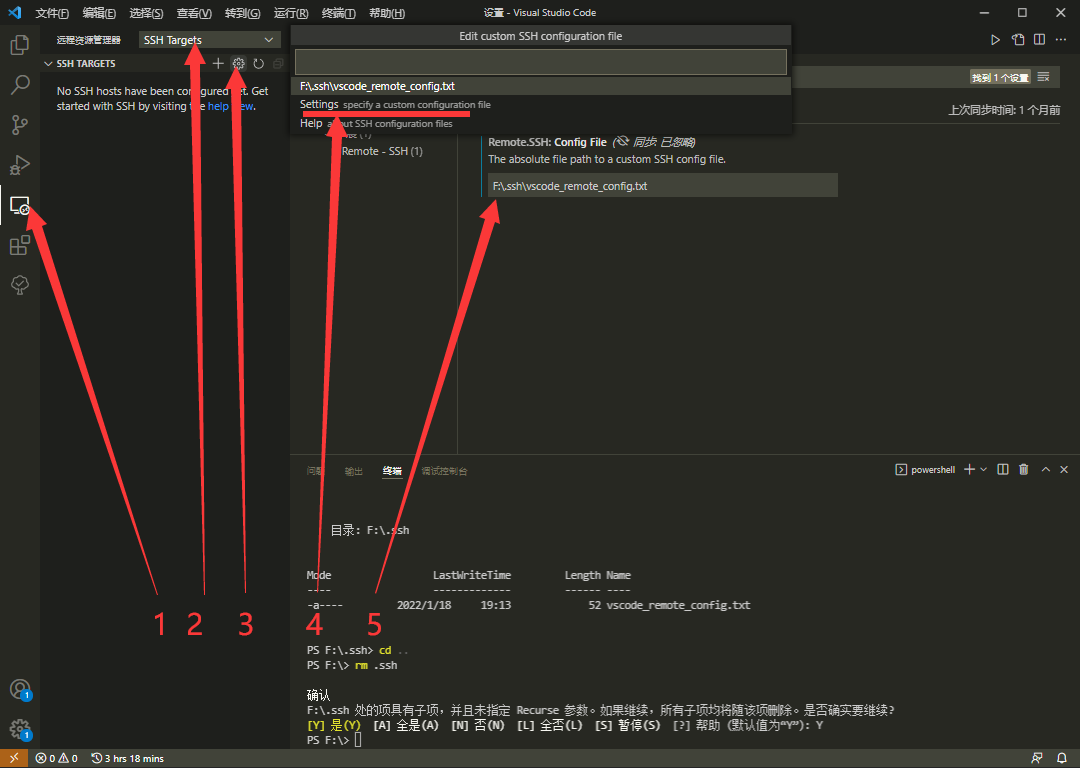 文件(F) 编辑(E) 选择(S) 查看(V) 转到(G) 运行(R) 终端(T) 帮助(H) 设置 - Visual Studio Code
远程资源管理器 SSH Targets
Edit custom SSH configuration file
SSH TARGETS
No SSH hosts have been configured yet. Get
started with SSH by visiting the help view.
F:\.ssh\vscode_remote_config.txt
Settings specify a custom configuration file
Help about SSH configuration files
找到 1 个设置
上次同步时间: 1 个月前
展 (1)
Remote - SSH (1)
Remote.SSH: Config File (同步: 已忽略)
The absolute file path to a custom SSH config file.
F:\.ssh\vscode_remote_config.txt
问题 输出 终端 调试控制台 powershell
目录: F:\.ssh
Mode LastWriteTime Length Name
---- ------------- ------ ----
-a---- 2022/1/18 19:13 52 vscode_remote_config.txt
1 2 3 4 5
PS F:\.ssh> cd ..
PS F:\> rm .ssh
确认
F:\.ssh 处的项具有子项，并且未指定 Recurse 参数。如果继续，所有子项均将随该项删除。是否确实要继续?
[Y] 是(Y) [A] 全是(A) [N] 否(N) [L] 全否(L) [S] 暂停(S) [?] 帮助 (默认值为“Y”): Y
PS F:\>
1
1
0 0 3 hrs 18 mins